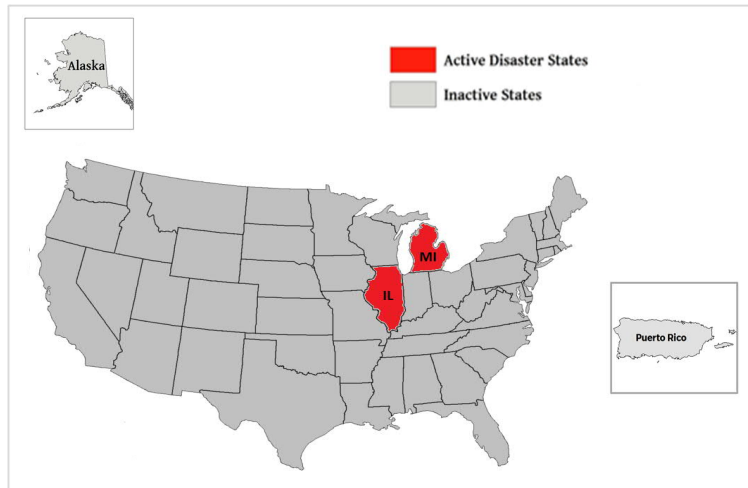 Alaska
Active Disaster States
Inactive States
MI
IL
Puerto Rico